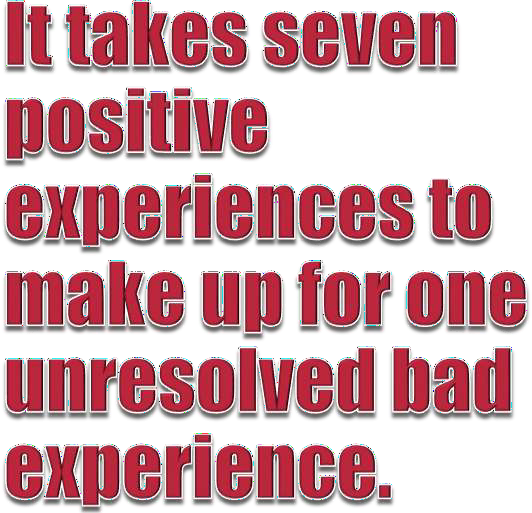 It takes seven
positive
experiences to
make up for one
unresolved bad
experience.